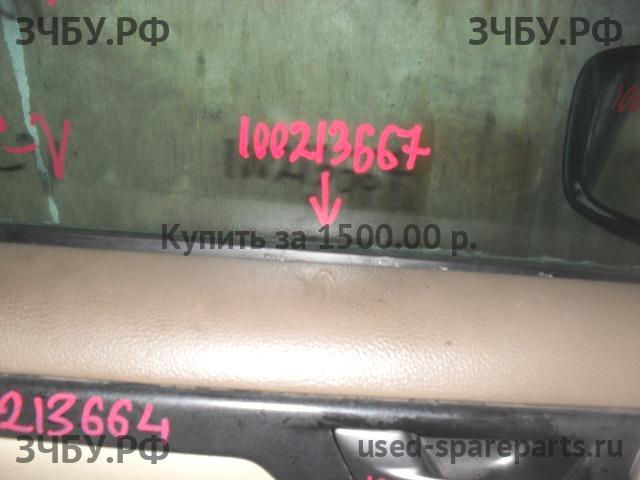 ЗЧБУ.РФ ЗЧБУ.РФ
100213667
Купить за 1500.00 р.
213664
ЗЧБУ.РФ used-spareparts.ru